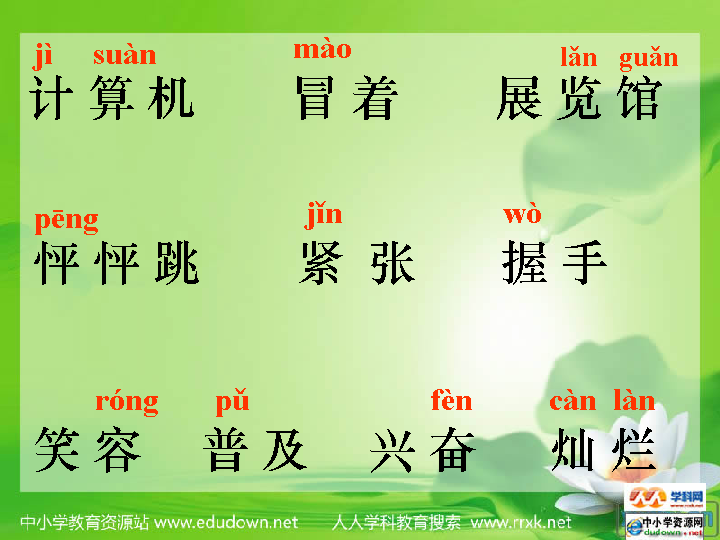 jì suàn mào lǎn guǎn
计算机 冒着 展览馆
pēng jǐn wò
怦怦跳 紧张 握手
róng pǔ fèn càn làn
笑容 普及 兴奋 灿烂
学科网
中小学资源网
edudown.net
中小学教育资源站 www.edudown.net 人人学科教育搜索 www.rrxk.net